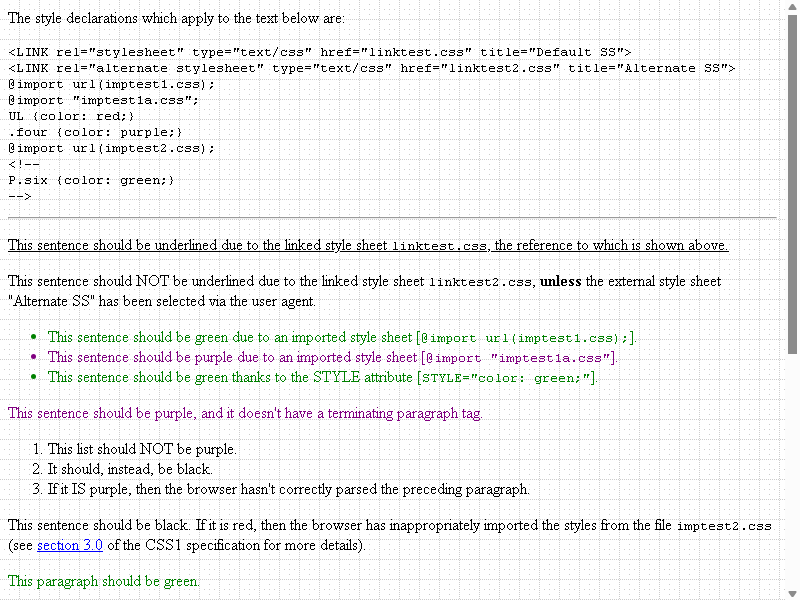 The style declarations which apply to the text below are:
<LINK rel="stylesheet" type="text/css" href="linktest.css" title="Default SS">
<LINK rel="alternate stylesheet" type="text/css" href="linktest2.css" title="Alternate SS">
@import url(imptest1.css);
@import "imptest1a.css";
UL {color: red;}
.four {color: purple;}
@import url(imptest2.css);
<!--
P.six {color: green;}
-->
This sentence should be underlined due to the linked style sheet linktest.css, the reference to which is shown above.
This sentence should NOT be underlined due to the linked style sheet linktest2.css, unless the external style sheet
"Alternate SS" has been selected via the user agent.
• This sentence should be green due to an imported style sheet [@import url(imptest1.css);].
• This sentence should be purple due to an imported style sheet [@import "imptest1a.css"].
• This sentence should be green thanks to the STYLE attribute [STYLE="color: green;"].
This sentence should be purple, and it doesn't have a terminating paragraph tag.
1. This list should NOT be purple.
2. It should, instead, be black.
3. If it IS purple, then the browser hasn't correctly parsed the preceding paragraph.
This sentence should be black. If it is red, then the browser has inappropriately imported the styles from the file imptest2.css
(see section 3.0 of the CSS1 specification for more details).
This paragraph should be green.